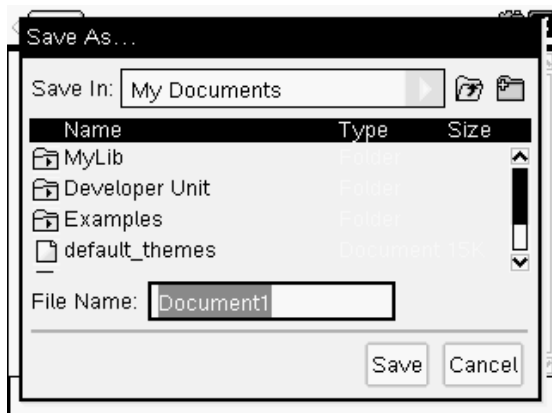 Save As...
Save In: My Documents
Name Type Size
MyLib Folder
Developer Unit Folder
Examples Folder
default_themes Document 15K
File Name: Document1
Save Cancel